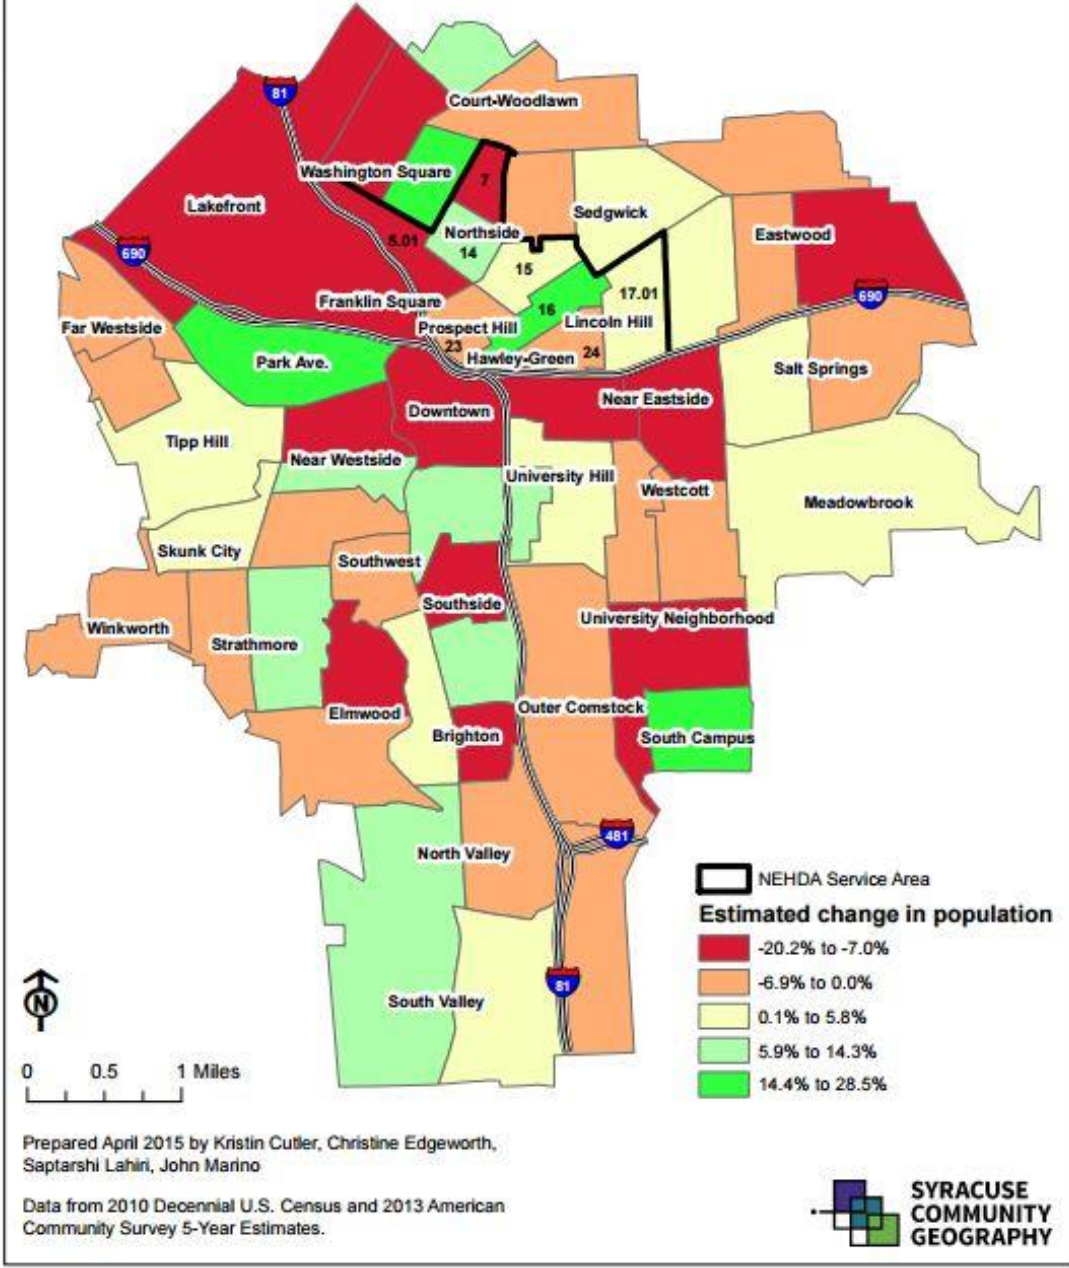 81
Court-Woodlawn
Washington Square
7
Lakefront
Sedgwick
Northside
Eastwood
5.01
14
690
15
17.01
690
Franklin Square
16
Far Westside
Prospect Hill
Lincoln Hill
23
24
Hawley-Green
Park Ave.
Salt Springs
Near Eastside
Downtown
Tipp Hill
Near Westside
University Hill
Westcott
Meadowbrook
Skunk City
Southwest
Southside
University Neighborhood
Winkworth
Strathmore
Outer Comstock
Elmwood
Brighton
South Campus
481
North Valley
NEHDA Service Area
Estimated change in population
-20.2% to -7.0%
-6.9% to 0.0%
0.1% to 5.8%
5.9% to 14.3%
14.4% to 28.5%
81
N
South Valley
0 0.5 1 Miles
Prepared April 2015 by Kristin Cutler, Christine Edgeworth,
Saptarshi Lahiri, John Marino
Data from 2010 Decennial U.S. Census and 2013 American
Community Survey 5-Year Estimates.
SYRACUSE
COMMUNITY
GEOGRAPHY